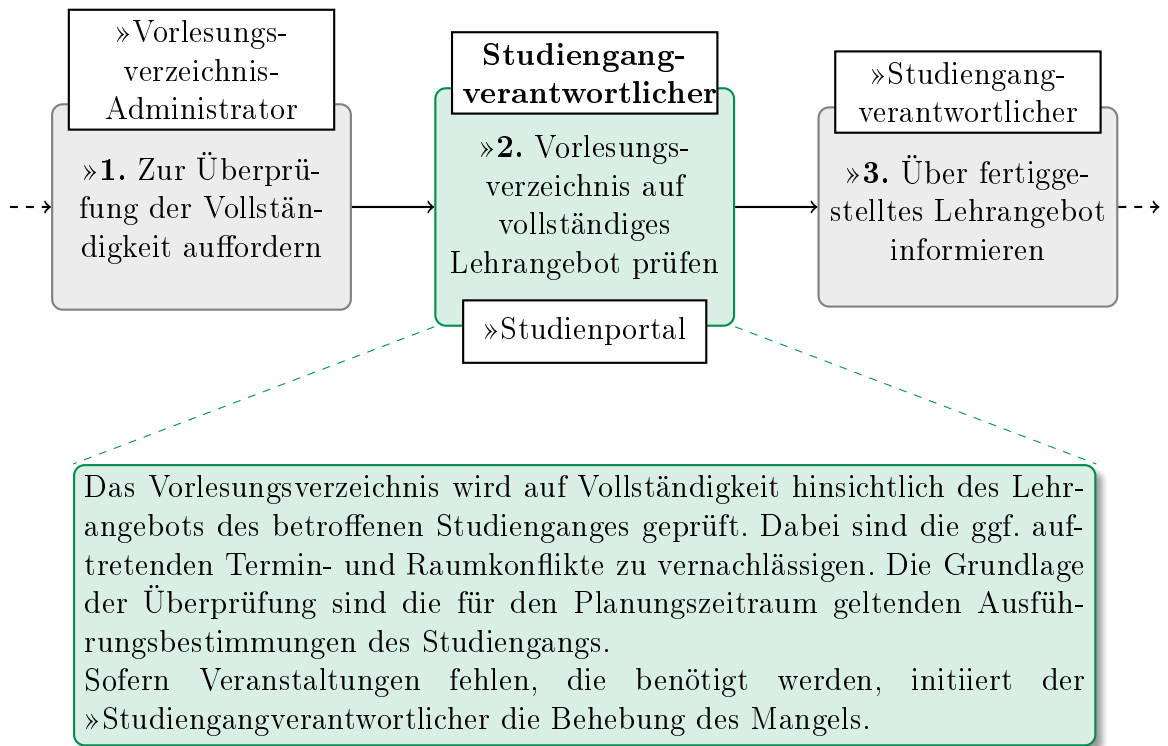 »Vorlesungs-
verzeichnis-
Administrator
»1. Zur Überprü-
fung der Vollstän-
digkeit auffordern
Studiengang-
verantwortlicher
»2. Vorlesungs-
verzeichnis auf
vollständiges
Lehrangebot prüfen
»Studienportal
»Studiengang-
verantwortlicher
»3. Über fertigge-
stelltes Lehrangebot
informieren
Das Vorlesungsverzeichnis wird auf Vollständigkeit hinsichtlich des Lehr-
angebots des betroffenen Studienganges geprüft. Dabei sind die ggf. auf-
tretenden Termin- und Raumkonflikte zu vernachlässigen. Die Grundlage
der Überprüfung sind die für den Planungszeitraum geltenden Ausfüh-
rungsbestimmungen des Studiengangs.
Sofern Veranstaltungen fehlen, die benötigt werden, initiiert der
»Studiengangverantwortlicher die Behebung des Mangels.